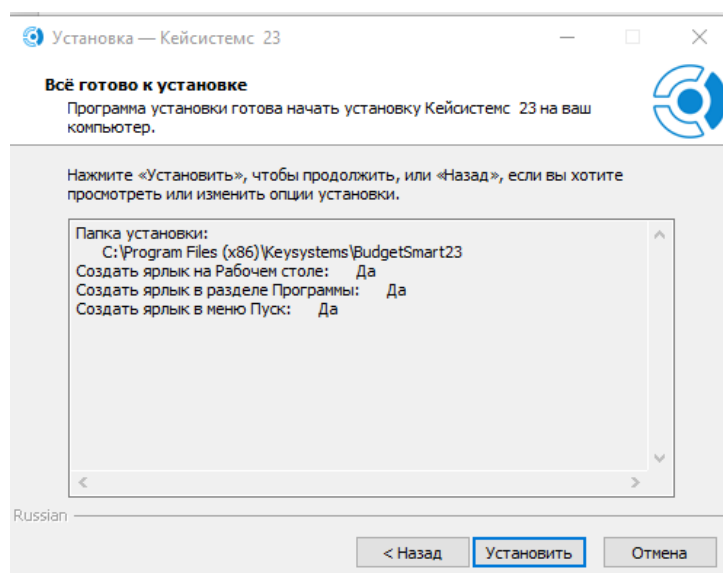 Установка — Кейсистемс 23
Всё готово к установке
Программа установки готова начать установку Кейсистемс 23 на ваш
компьютер.
Нажмите «Установить», чтобы продолжить, или «Назад», если вы хотите
просмотреть или изменить опции установки.
Папка установки:
C:\Program Files (x86)\Keysystems\BudgetSmart23
Создать ярлык на Рабочем столе: Да
Создать ярлык в разделе Программы: Да
Создать ярлык в меню Пуск: Да
Russian
< Назад Установить Отмена